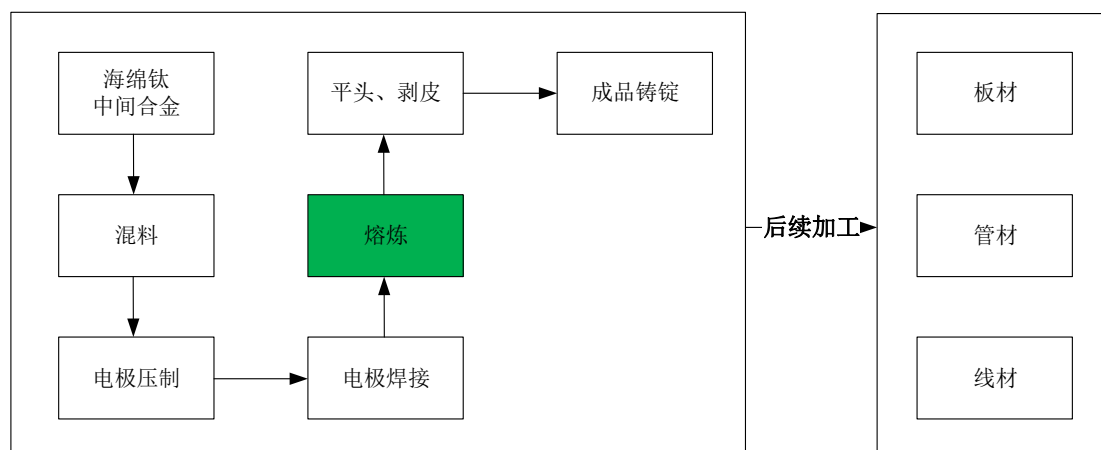 海绵钛
中间合金
混料
电极压制
电极焊接
熔炼
平头、剥皮
成品铸锭
后续加工
板材
管材
线材